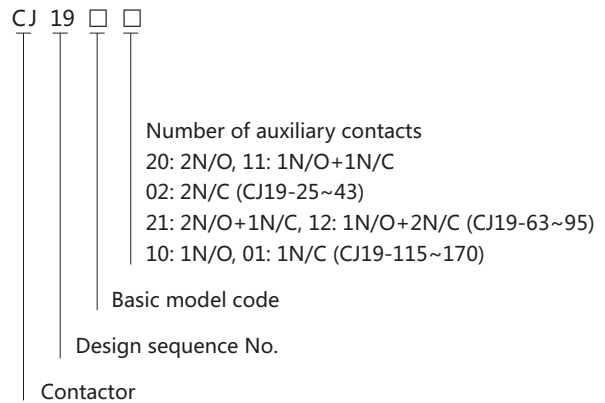 CJ 19 □ □
Number of auxiliary contacts
20: 2N/O, 11: 1N/O+1N/C
02: 2N/C (CJ19-25~43)
21: 2N/O+1N/C, 12: 1N/O+2N/C (CJ19-63~95)
10: 1N/O, 01: 1N/C (CJ19-115~170)
Basic model code
Design sequence No.
Contactor